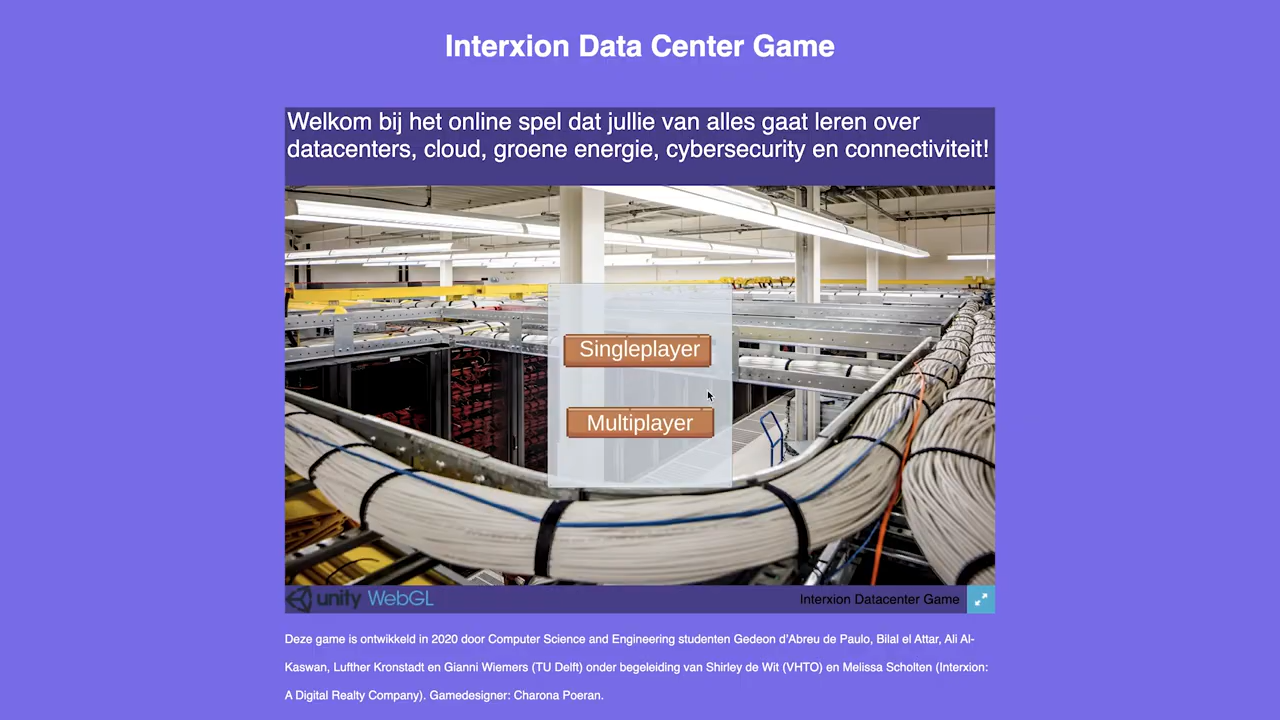 Interxion Data Center Game
Welkom bij het online spel dat jullie van alles gaat leren over
datacenters, cloud, groene energie, cybersecurity en connectiviteit!
Singleplayer
Multiplayer
unity WebGL
Interxion Datacenter Game
Deze game is ontwikkeld in 2020 door Computer Science and Engineering studenten Gedeon d'Abreu de Paulo, Bilal el Attar, Ali Al-
Kaswan, Lufther Kronstadt en Gianni Wiemers (TU Delft) onder begeleiding van Shirley de Wit (VHTO) en Melissa Scholten (Interxion:
A Digital Realty Company). Gamedesigner: Charona Poeran.